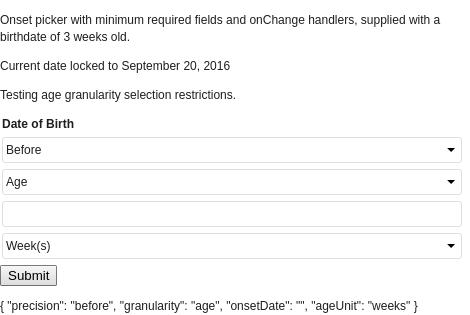 Onset picker with minimum required fields and onChange handlers, supplied with a
birthdate of 3 weeks old.
Current date locked to September 20, 2016
Testing age granularity selection restrictions.
Date of Birth
Before
Age
Week(s)
Submit
{ "precision": "before", "granularity": "age", "onsetDate": "", "ageUnit": "weeks" }